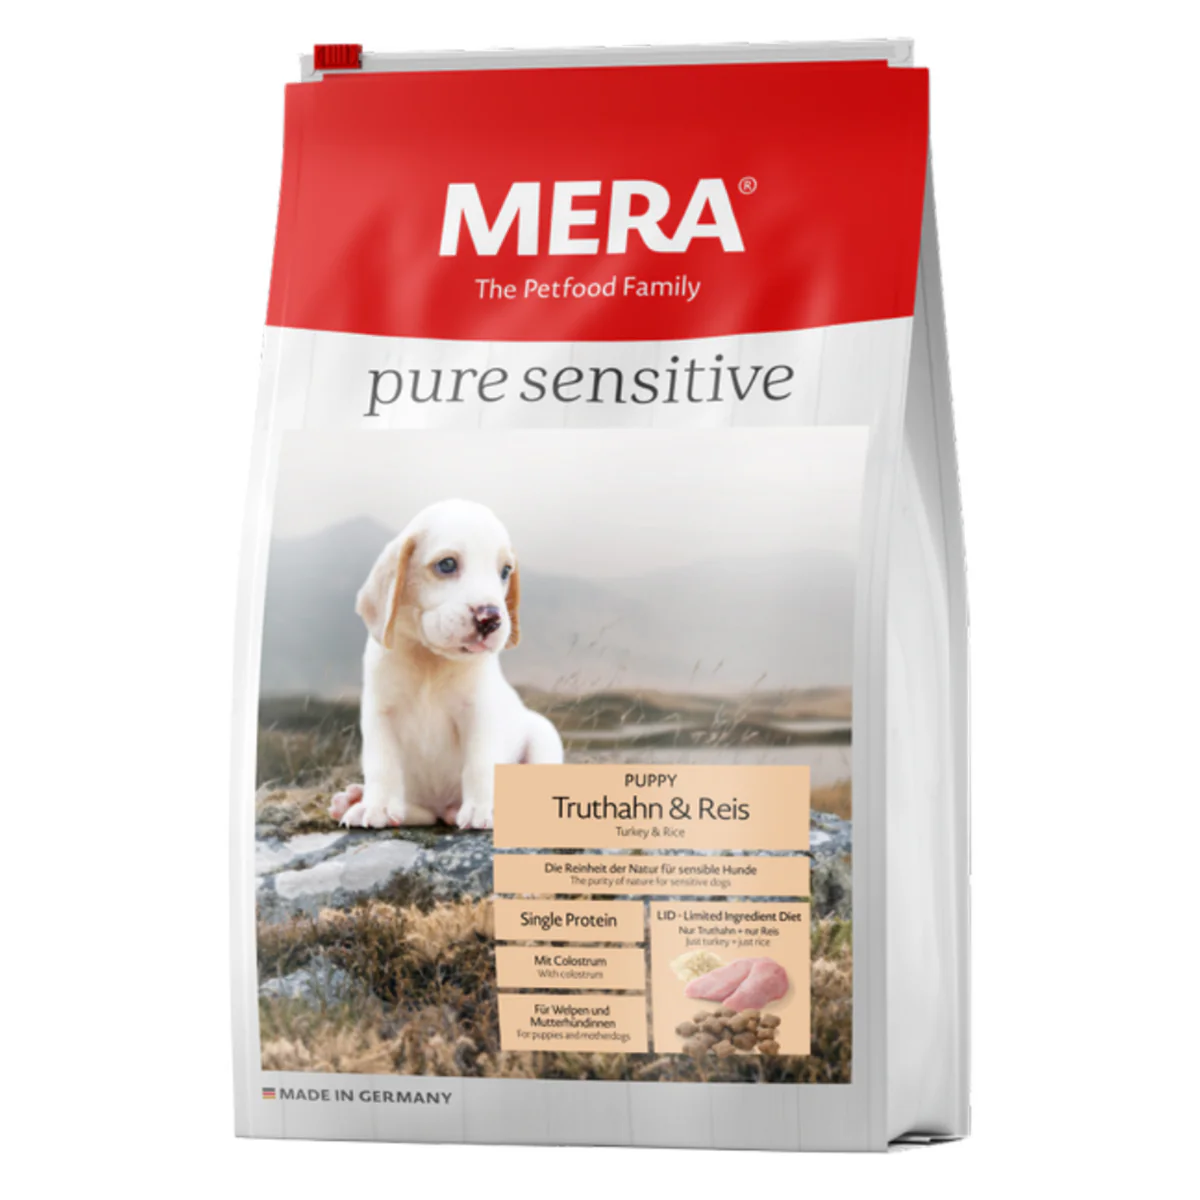 MERA®
The Petfood Family
pure sensitive
PUPPY
Truthahn & Reis
Turkey & Rice
Die Reinheit der Natur für sensible Hunde
The purity of nature for sensitive dogs
Single Protein
Mit Colostrum
With colostrum
Für Welpen und
Mutterhündinnen
For puppies and motherdogs
LID - Limited Ingredient Diet
Nur Truthahn + nur Reis
Just turkey + just rice
MADE IN GERMANY